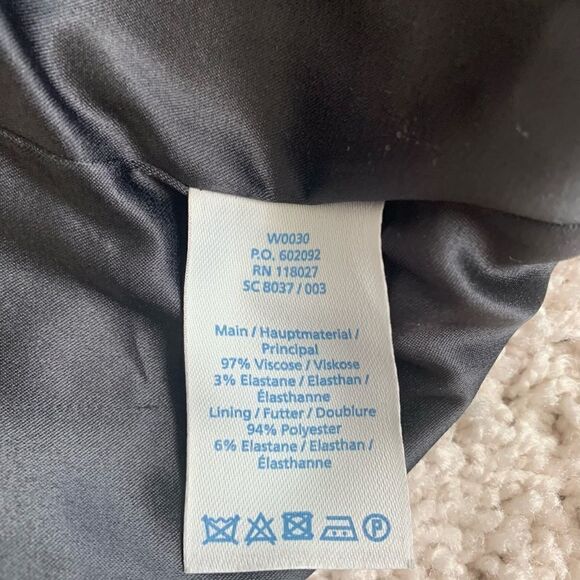 W0030
P.O. 602092
RN 118027
SC 8037 / 003
Main / Hauptmaterial /
Principal
97% Viscose / Viskose
3% Elastane / Elasthan /
Élasthanne
Lining / Futter / Doublure
94% Polyester
6% Elastane / Elasthan /
Élasthanne
P